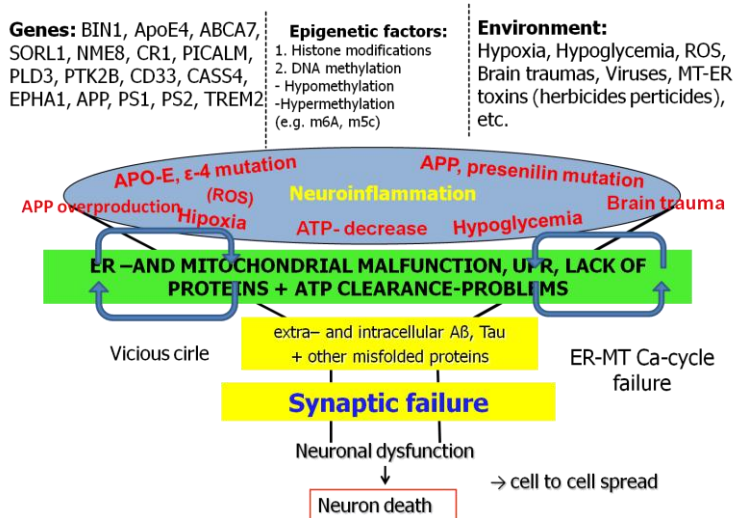 Genes: BIN1, ApoE4, ABCA7,
SORL1, NME8, CR1, PICALM,
PLD3, PTK2B, CD33, CASS4,
EPHA1, APP, PS1, PS2, TREM2
Epigenetic factors:
1. Histone modifications
2. DNA methylation
- Hypomethylation
-Hypermethylation
(e.g. m6A, m5c)
Environment:
Hypoxia, Hypoglycemia, ROS,
Brain traumas, Viruses, MT-ER
toxins (herbicides perticides),
etc.
APO-E, ε-4 mutation
APP, presenilin mutation
(ROS)
Neuroinflammation
APP overproduction
Brain trauma
Hipoxia
ATP- decrease
Hypoglycemia
ER –AND MITOCHONDRIAL MALFUNCTION, UPR, LACK OF
PROTEINS + ATP CLEARANCE-PROBLEMS
Vicious cirle
extra– and intracellular Aß, Tau
+ other misfolded proteins
ER-MT Ca-cycle
failure
Synaptic failure
Neuronal dysfunction
→ cell to cell spread
Neuron death